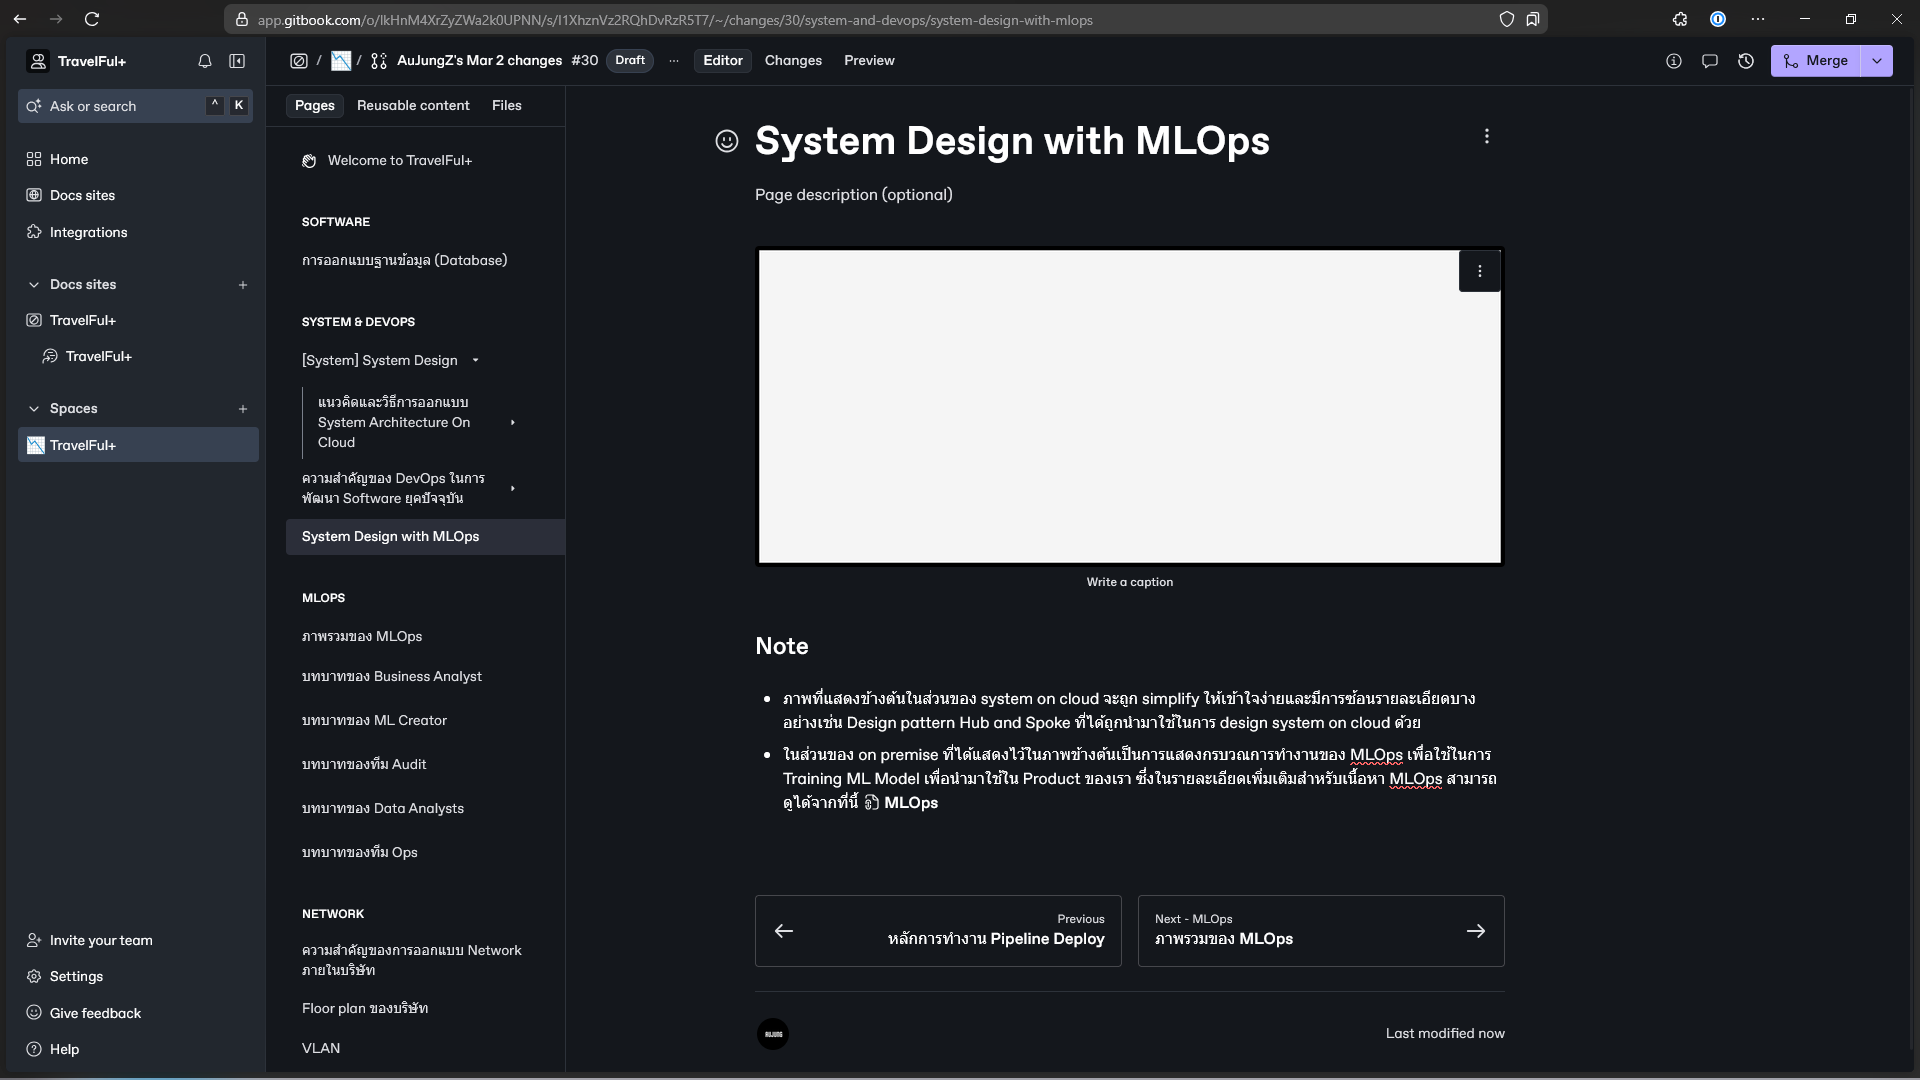 app.gitbook.com/o/IkHnM4XrZyZWa2k0UPNN/s/I1XhznVz2RQhDvRzR5T7/~/changes/30/system-and-devops/system-design-with-mlops
TravelFul+
/ / AuJungZ's Mar 2 changes #30 Draft ... Editor Changes Preview
Merge
Ask or search ^ K
Home
Docs sites
Integrations
Docs sites
TravelFul+
TravelFul+
Spaces
TravelFul+
Invite your team
Settings
Give feedback
Help
Pages Reusable content Files
Welcome to TravelFul+
SOFTWARE
การออกแบบฐานข้อมูล (Database)
SYSTEM & DEVOPS
[System] System Design
แนวคิดและวิธีการออกแบบ
System Architecture On
Cloud
ความสำคัญของ DevOps ในการ
พัฒนา Software ยุคปัจจุบัน
System Design with MLOps
MLOPS
ภาพรวมของ MLOps
บทบาทของ Business Analyst
บทบาทของ ML Creator
บทบาทของทีม Audit
บทบาทของ Data Analysts
บทบาทของทีม Ops
NETWORK
ความสำคัญของการออกแบบ Network
ภายในบริษัท
Floor plan ของบริษัท
VLAN
System Design with MLOps
Page description (optional)
Write a caption
Note
ภาพที่แสดงข้างต้นในส่วนของ system on cloud จะถูก simplify ให้เข้าใจง่ายและมีการซ้อนรายละเอียดบาง
อย่างเช่น Design pattern Hub and Spoke ที่ได้ถูกนำมาใช้ในการ design system on cloud ด้วย
ในส่วนของ on premise ที่ได้แสดงไว้ในภาพข้างต้นเป็นการแสดงกรบวณการทำงานของ MLOps เพื่อใช้ในการ
Training ML Model เพื่อนำมาใช้ใน Product ของเรา ซึ่งในรายละเอียดเพิ่มเติมสำหรับเนื้อหา MLOps สามารถ
ดูได้จากที่นี้ MLOps
Previous
หลักการทำงาน Pipeline Deploy
Next - MLOps
ภาพรวมของ MLOps
AUJUNG
Last modified now